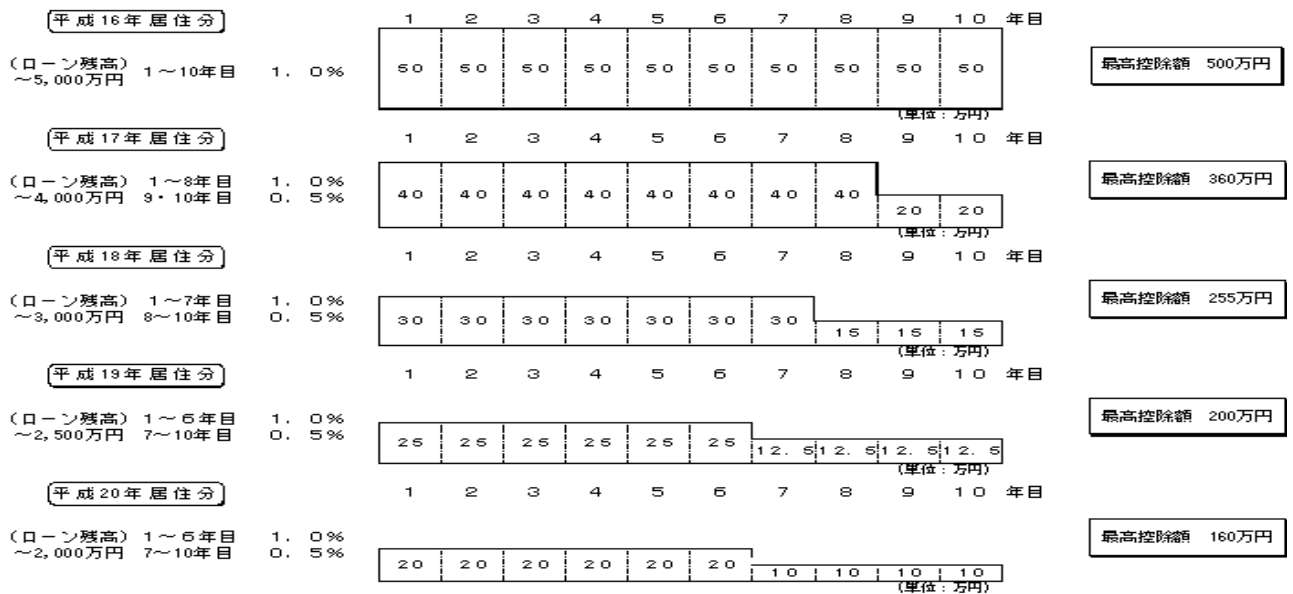 平成16年居住分 1 2 3 4 5 6 7 8 9 10 年目
(ローン残高) 1～10年目 1.0%
～5,000万円
50 50 50 50 50 50 50 50 50 50
最高控除額 500万円
(単位:万円)
平成17年居住分 1 2 3 4 5 6 7 8 9 10 年目
(ローン残高) 1～8年目 1.0%
～4,000万円 9・10年目 0.5%
40 40 40 40 40 40 40 40 20 20
最高控除額 360万円
(単位:万円)
平成18年居住分 1 2 3 4 5 6 7 8 9 10 年目
(ローン残高) 1～7年目 1.0%
～3,000万円 8～10年目 0.5%
30 30 30 30 30 30 30 15 15 15
最高控除額 255万円
(単位:万円)
平成19年居住分 1 2 3 4 5 6 7 8 9 10 年目
(ローン残高) 1～6年目 1.0%
～2,500万円 7～10年目 0.5%
25 25 25 25 25 25 12.5 12.5 12.5 12.5
最高控除額 200万円
(単位:万円)
平成20年居住分 1 2 3 4 5 6 7 8 9 10 年目
(ローン残高) 1～6年目 1.0%
～2,000万円 7～10年目 0.5%
20 20 20 20 20 20 10 10 10 10
最高控除額 160万円
(単位:万円)